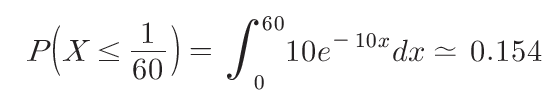 P(X ≤ 1/60) = ∫₀⁶⁰ 10e^{− 10x} dx ≃ 0.154